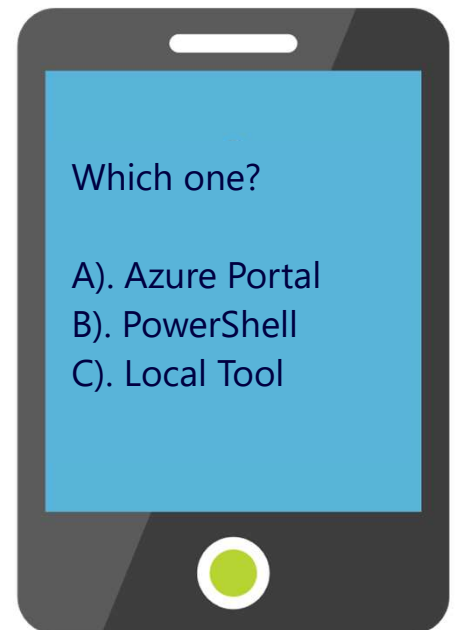 Which one?
A). Azure Portal
B). PowerShell
C). Local Tool